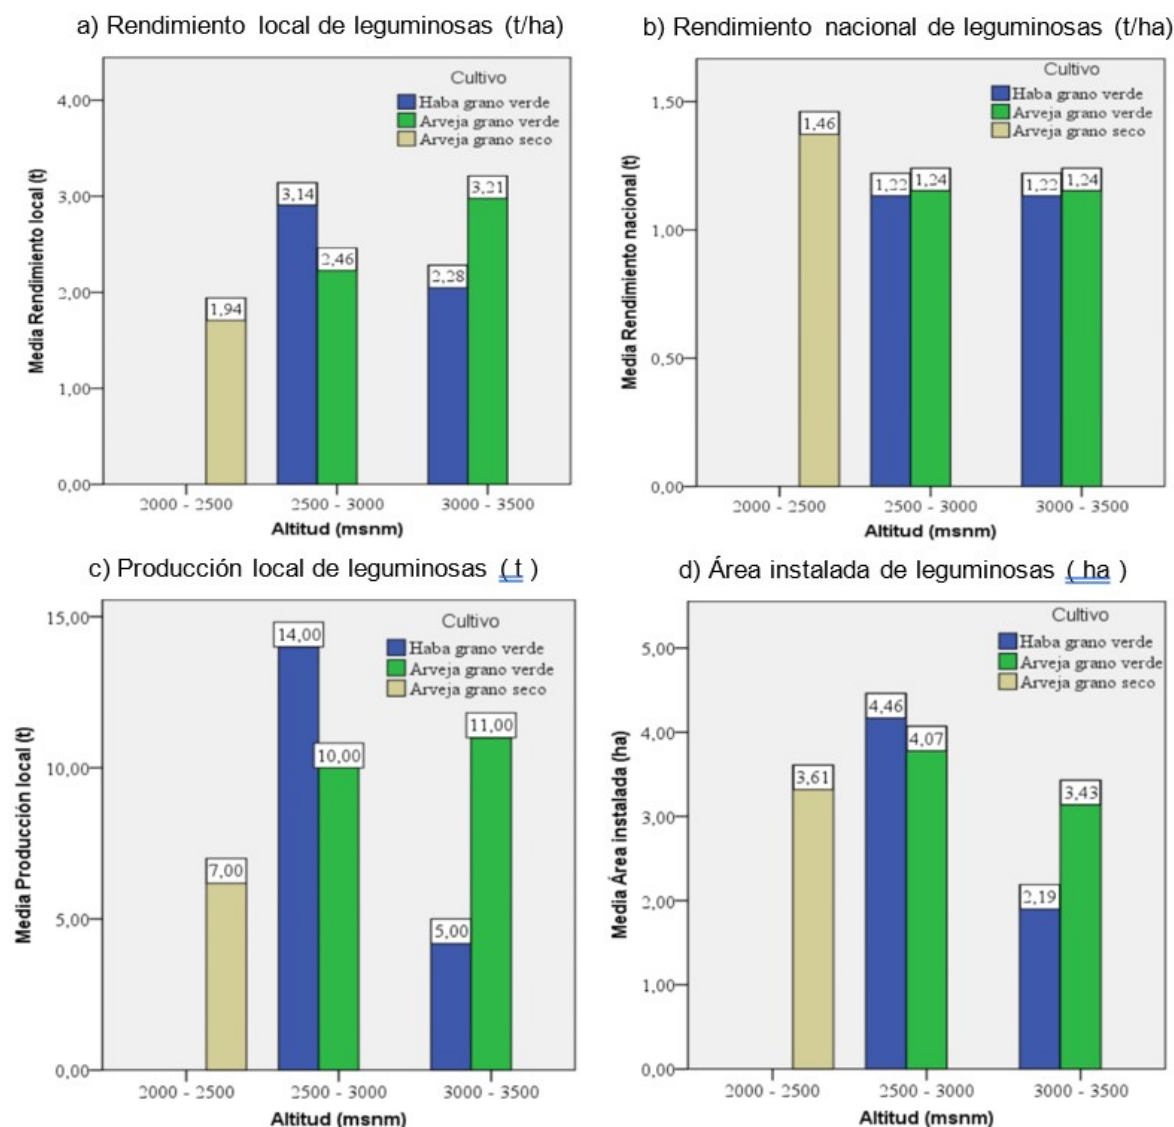 a) Rendimiento local de leguminosas (t/ha)
Cultivo
Haba grano verde
Arveja grano verde
Arveja grano seco
Media Rendimiento local (t)
4,00
3,00
2,00
1,00
0,00
1,94
3,14
2,46
2,28
3,21
2000 - 2500
2500 - 3000
3000 - 3500
Altitud (msnm)
b) Rendimiento nacional de leguminosas (t/ha)
Cultivo
Haba grano verde
Arveja grano verde
Arveja grano seco
Media Rendimiento nacional (t)
1,50
1,00
0,50
0,00
1,46
1,22
1,24
1,22
1,24
2000 - 2500
2500 - 3000
3000 - 3500
Altitud (msnm)
c) Producción local de leguminosas ( t )
Cultivo
Haba grano verde
Arveja grano verde
Arveja grano seco
Media Producción local (t)
15,00
10,00
5,00
0,00
7,00
14,00
10,00
5,00
11,00
2000 - 2500
2500 - 3000
3000 - 3500
Altitud (msnm)
d) Área instalada de leguminosas ( ha )
Cultivo
Haba grano verde
Arveja grano verde
Arveja grano seco
Media Área instalada (ha)
5,00
4,00
3,00
2,00
1,00
0,00
3,61
4,46
4,07
2,19
3,43
2000 - 2500
2500 - 3000
3000 - 3500
Altitud (msnm)